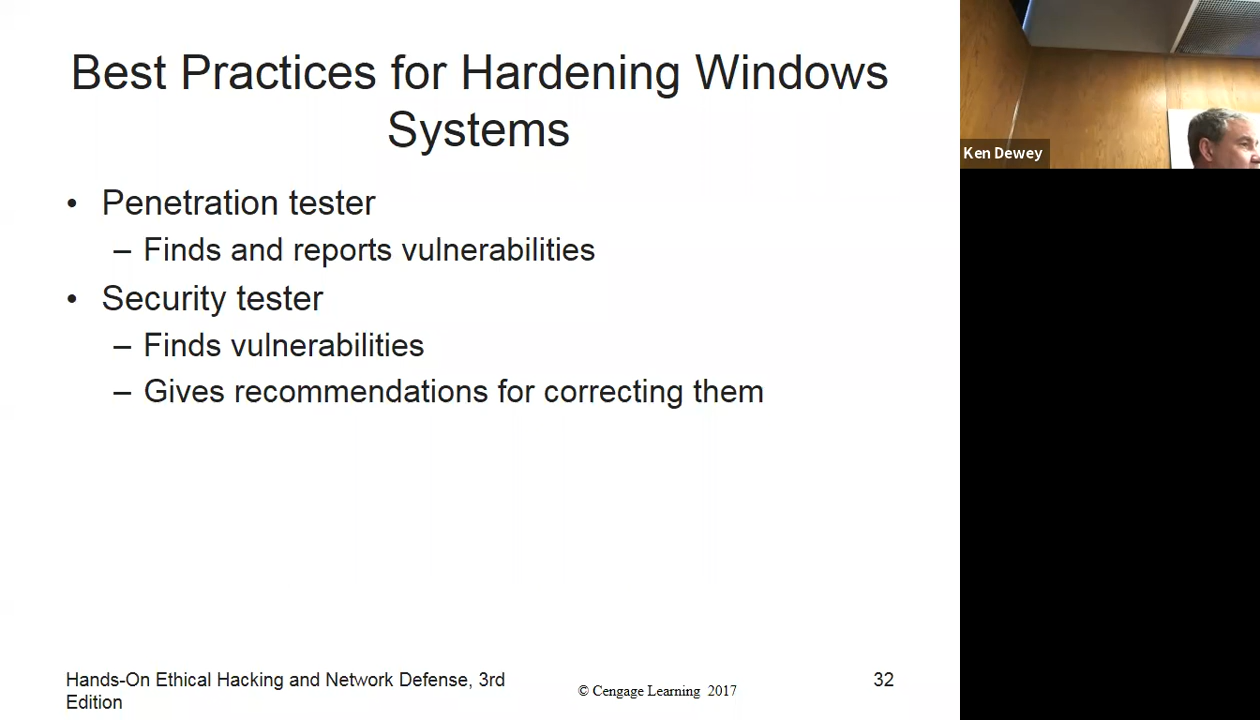 Best Practices for Hardening Windows
Systems
• Penetration tester
– Finds and reports vulnerabilities
• Security tester
– Finds vulnerabilities
– Gives recommendations for correcting them
Hands-On Ethical Hacking and Network Defense, 3rd
Edition
© Cengage Learning 2017
32
Ken Dewey